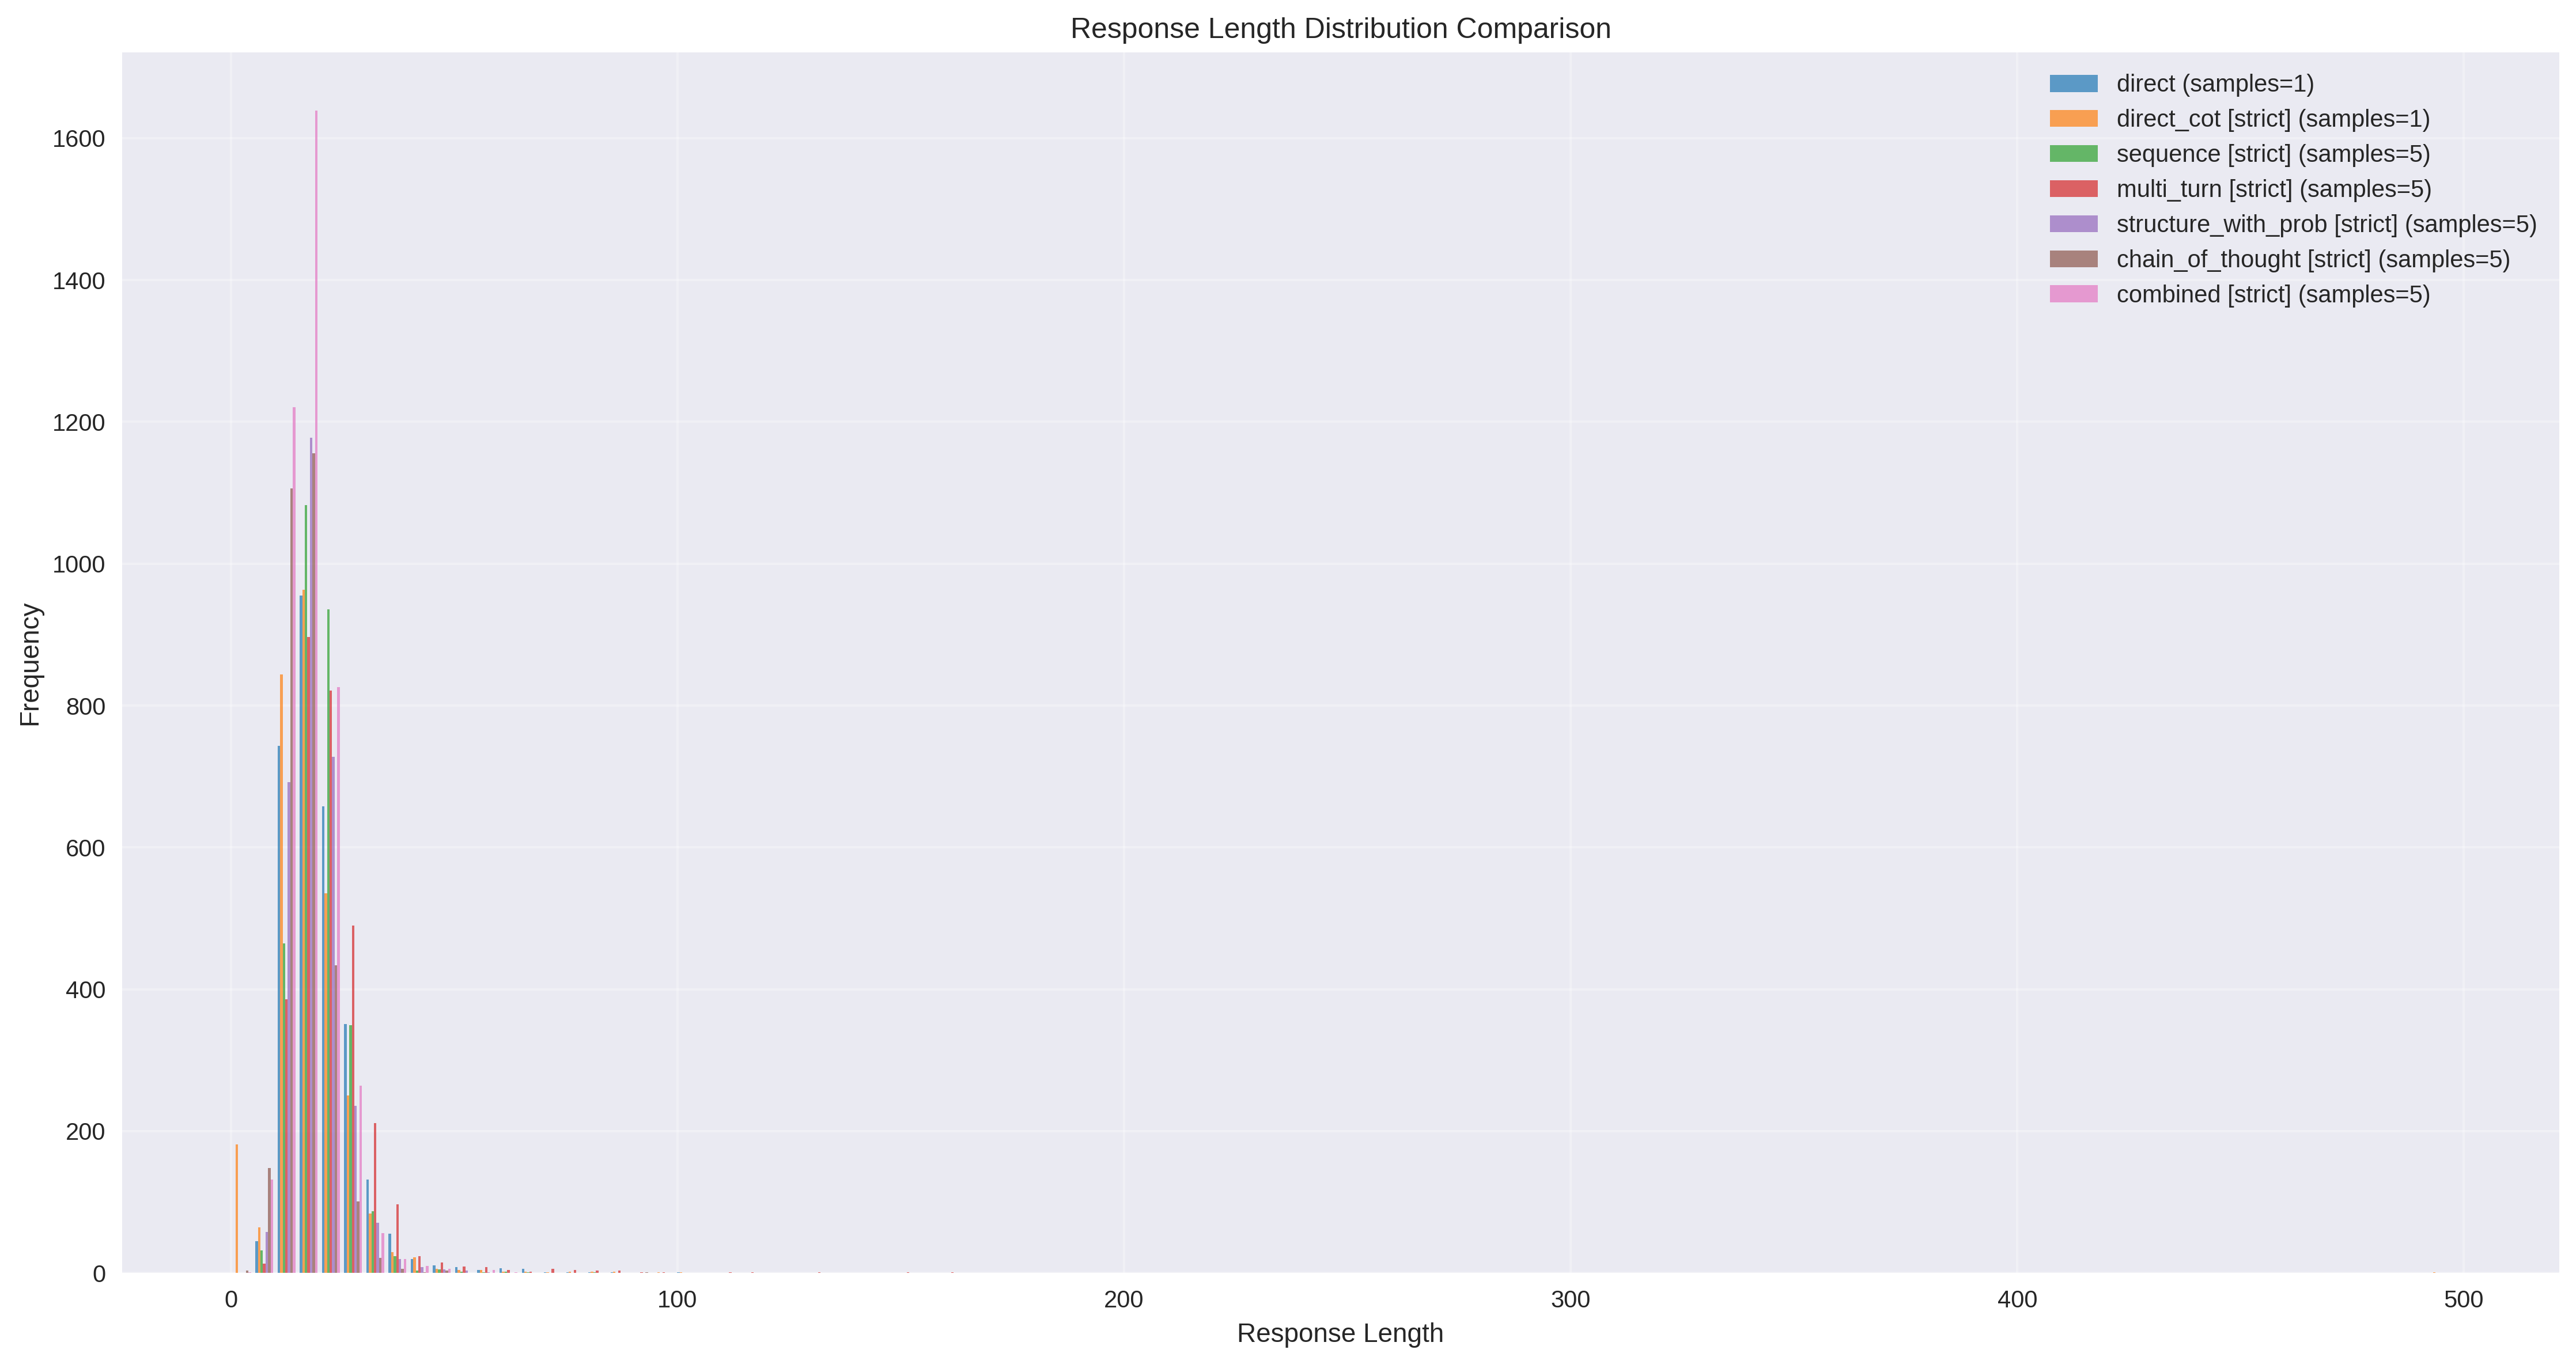 Response Length Distribution Comparison
direct (samples=1)
direct_cot [strict] (samples=1)
sequence [strict] (samples=5)
multi_turn [strict] (samples=5)
structure_with_prob [strict] (samples=5)
chain_of_thought [strict] (samples=5)
combined [strict] (samples=5)
Frequency
1600
1400
1200
1000
800
600
400
200
0
0 100 200 300 400 500
Response Length